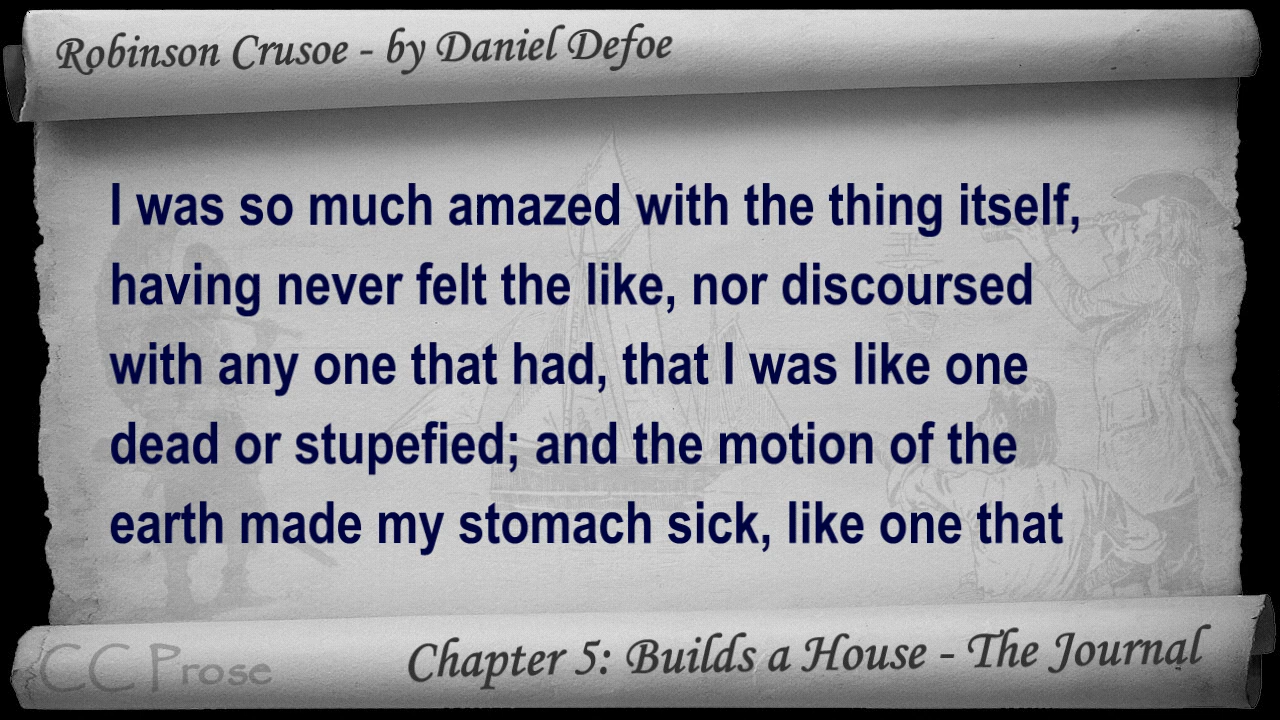 Robinson Crusoe - by Daniel Defoe
I was so much amazed with the thing itself,
having never felt the like, nor discoursed
with any one that had, that I was like one
dead or stupefied; and the motion of the
earth made my stomach sick, like one that
CC Prose
Chapter 5: Builds a House - The Journal